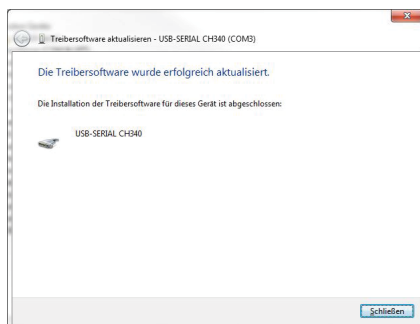 Treibersoftware aktualisieren - USB-SERIAL CH340 (COM3)
Die Treibersoftware wurde erfolgreich aktualisiert.
Die Installation der Treibersoftware für dieses Gerät ist abgeschlossen:
USB-SERIAL CH340
Schließen